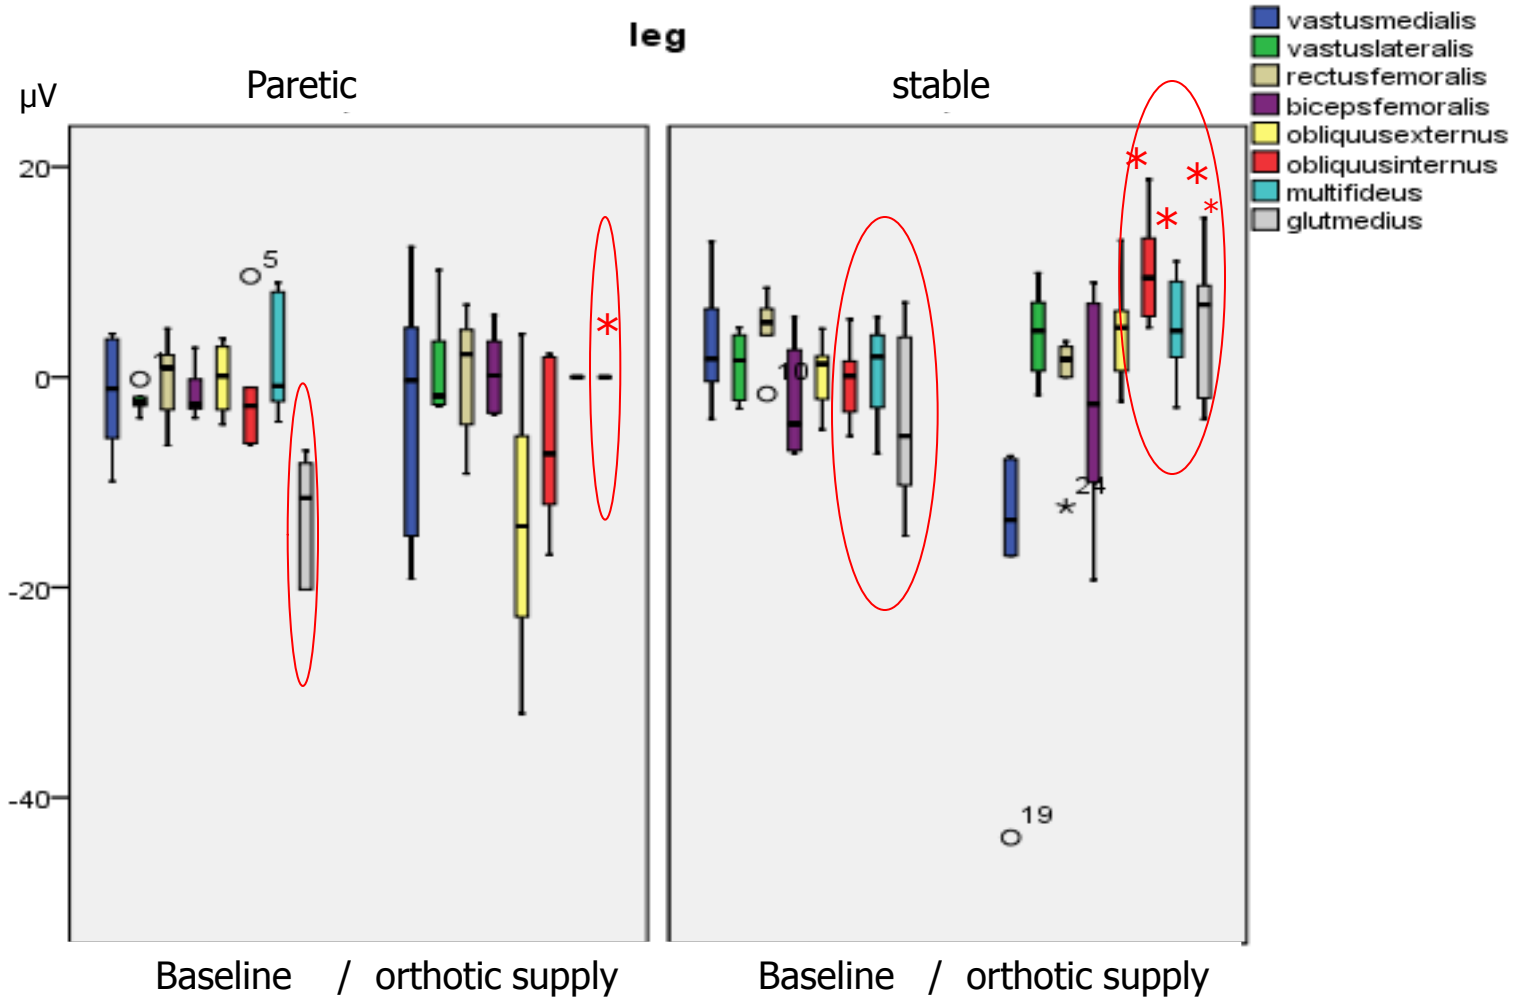 leg
Paretic
stable
µV
vastusmedialis
vastuslateralis
rectusfemoralis
bicepsfemoralis
obliquusexternus
obliquusinternus
multifideus
glutmedius
20
0
-20
-40
5
1
*
10
* 24
19
*
*
*
*
Baseline / orthotic supply
Baseline / orthotic supply